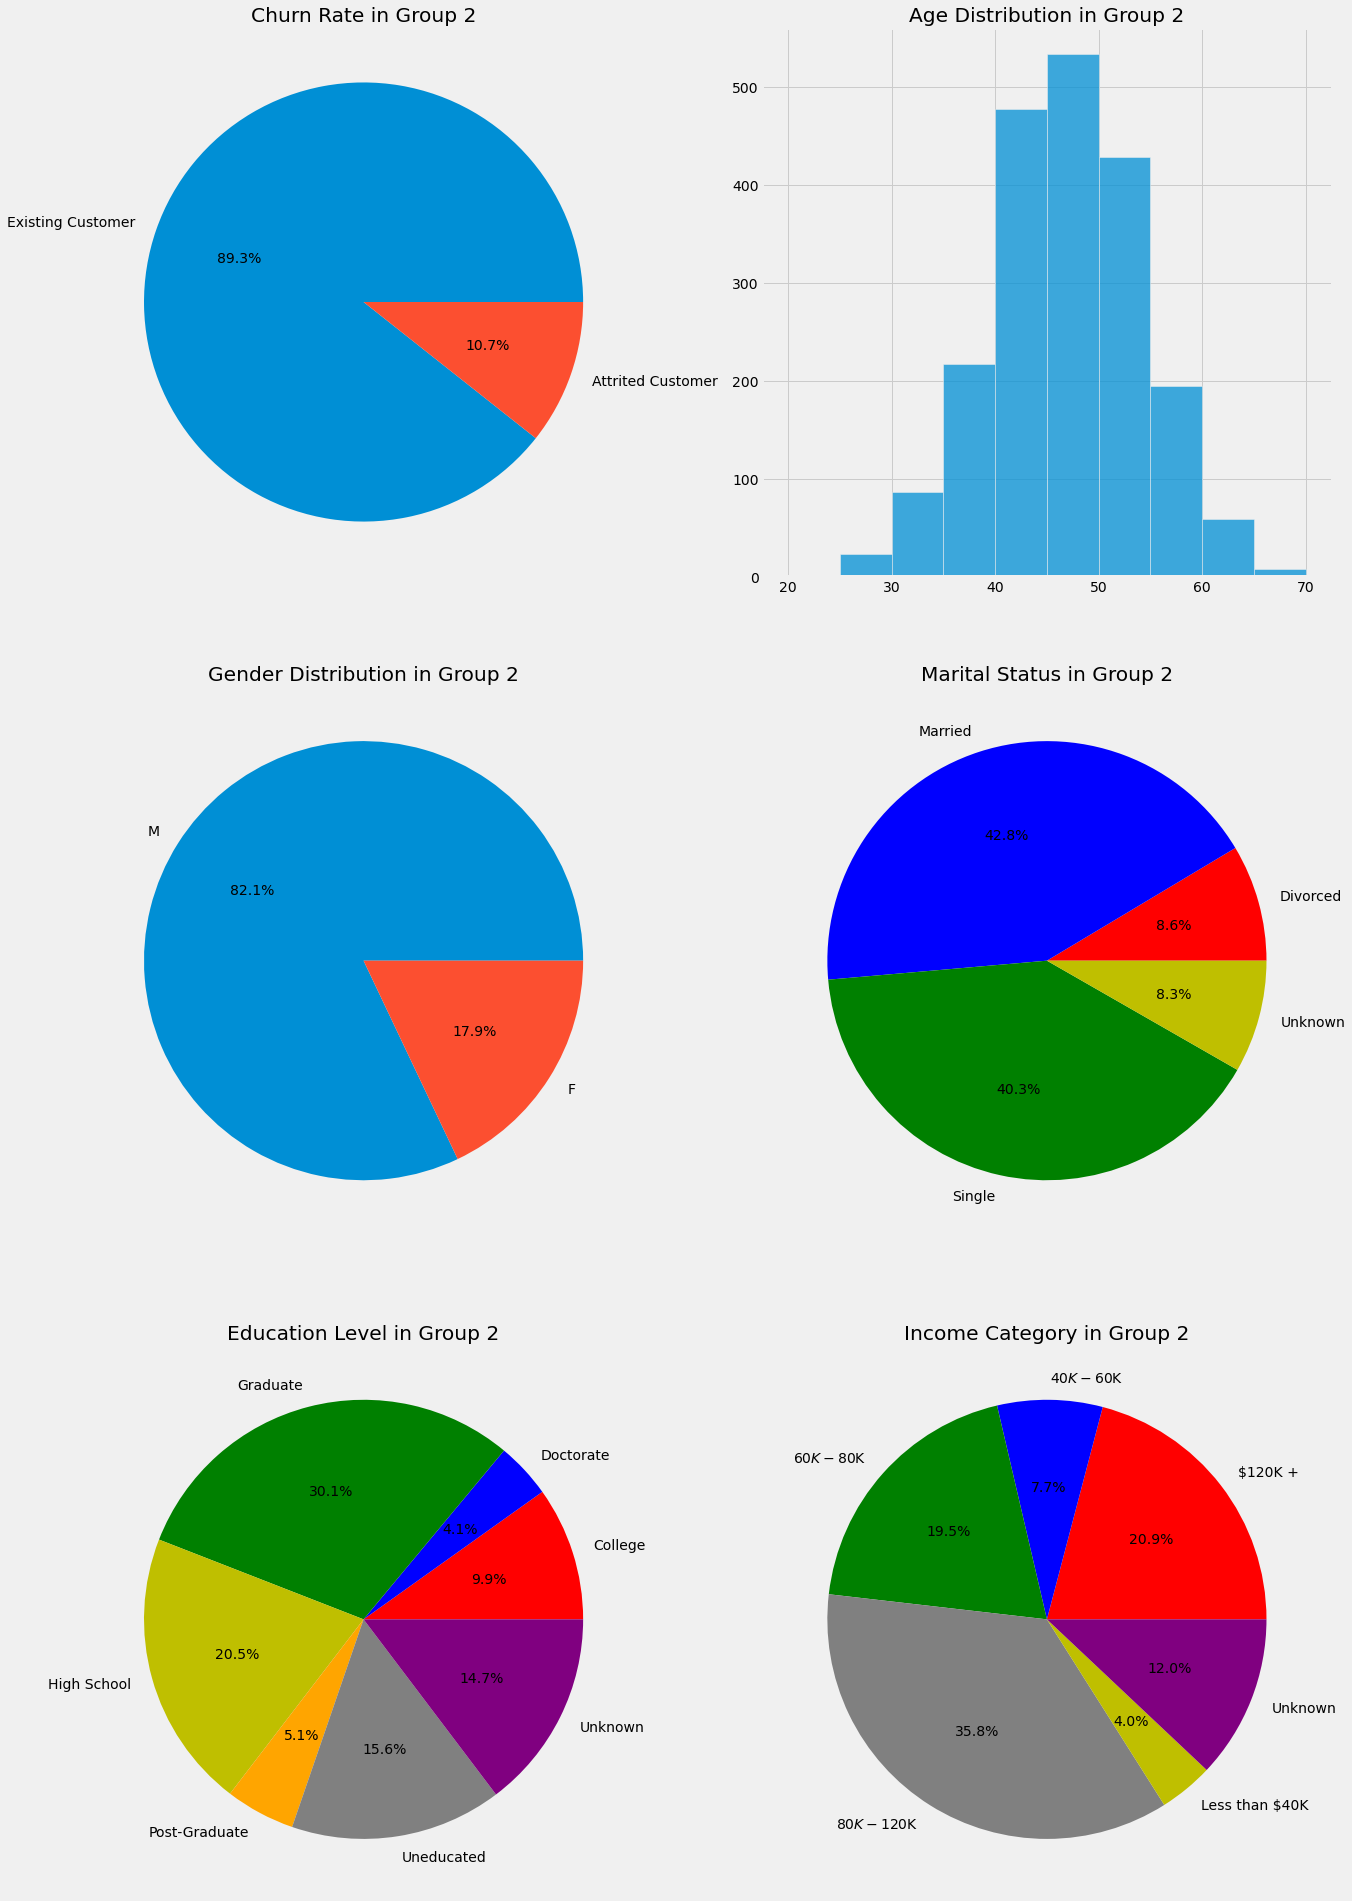 Churn Rate in Group 2
Existing Customer
89.3%
10.7%
Attrited Customer
Age Distribution in Group 2
500
400
300
200
100
0
20 30 40 50 60 70
Gender Distribution in Group 2
M
82.1%
17.9%
F
Marital Status in Group 2
Married
42.8%
Divorced
8.6%
8.3%
Unknown
40.3%
Single
Education Level in Group 2
Graduate
Doctorate
30.1%
4.1%
College
9.9%
20.5%
14.7%
High School
5.1%
15.6%
Unknown
Post-Graduate
Uneducated
Income Category in Group 2
40K − 60K
60K − 80K
$120K +
7.7%
19.5%
20.9%
12.0%
Unknown
4.0%
35.8%
Less than $40K
80K − 120K